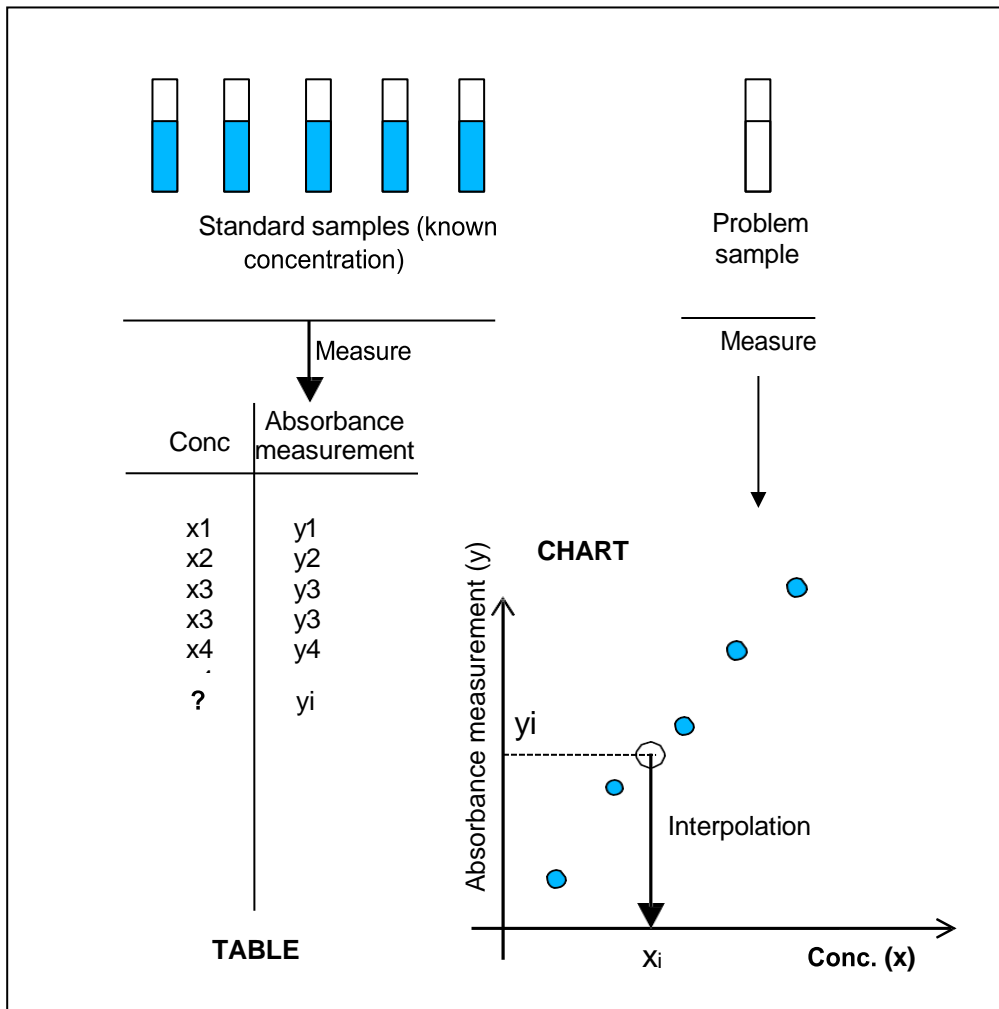 Standard samples (known
concentration)
Problem
sample
Measure
Measure
Conc
Absorbance
measurement
x1 y1
x2 y2
x3 y3
x3 y3
x4 y4
? yi
TABLE
CHART
Absorbance measurement (y)
yi
Interpolation
xi
Conc. (x)